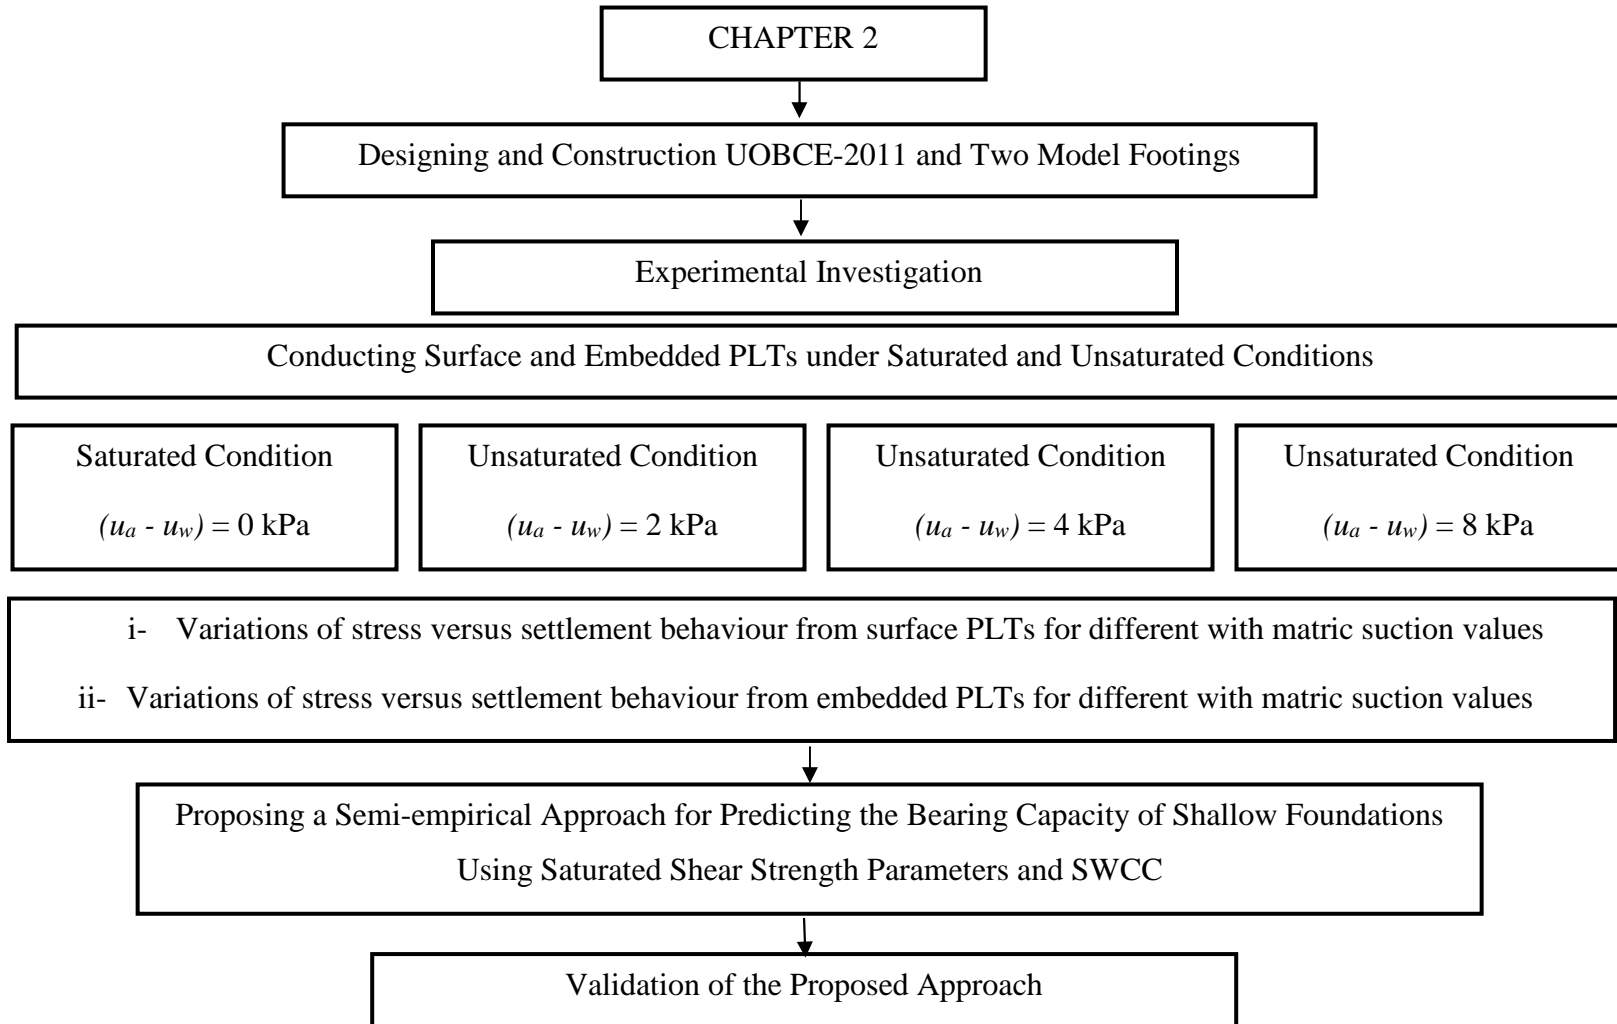 CHAPTER 2
Designing and Construction UOBCE-2011 and Two Model Footings
Experimental Investigation
Conducting Surface and Embedded PLTs under Saturated and Unsaturated Conditions
Saturated Condition
(ua - uw) = 0 kPa
Unsaturated Condition
(ua - uw) = 2 kPa
Unsaturated Condition
(ua - uw) = 4 kPa
Unsaturated Condition
(ua - uw) = 8 kPa
i- Variations of stress versus settlement behaviour from surface PLTs for different with matric suction values
ii- Variations of stress versus settlement behaviour from embedded PLTs for different with matric suction values
Proposing a Semi-empirical Approach for Predicting the Bearing Capacity of Shallow Foundations
Using Saturated Shear Strength Parameters and SWCC
Validation of the Proposed Approach